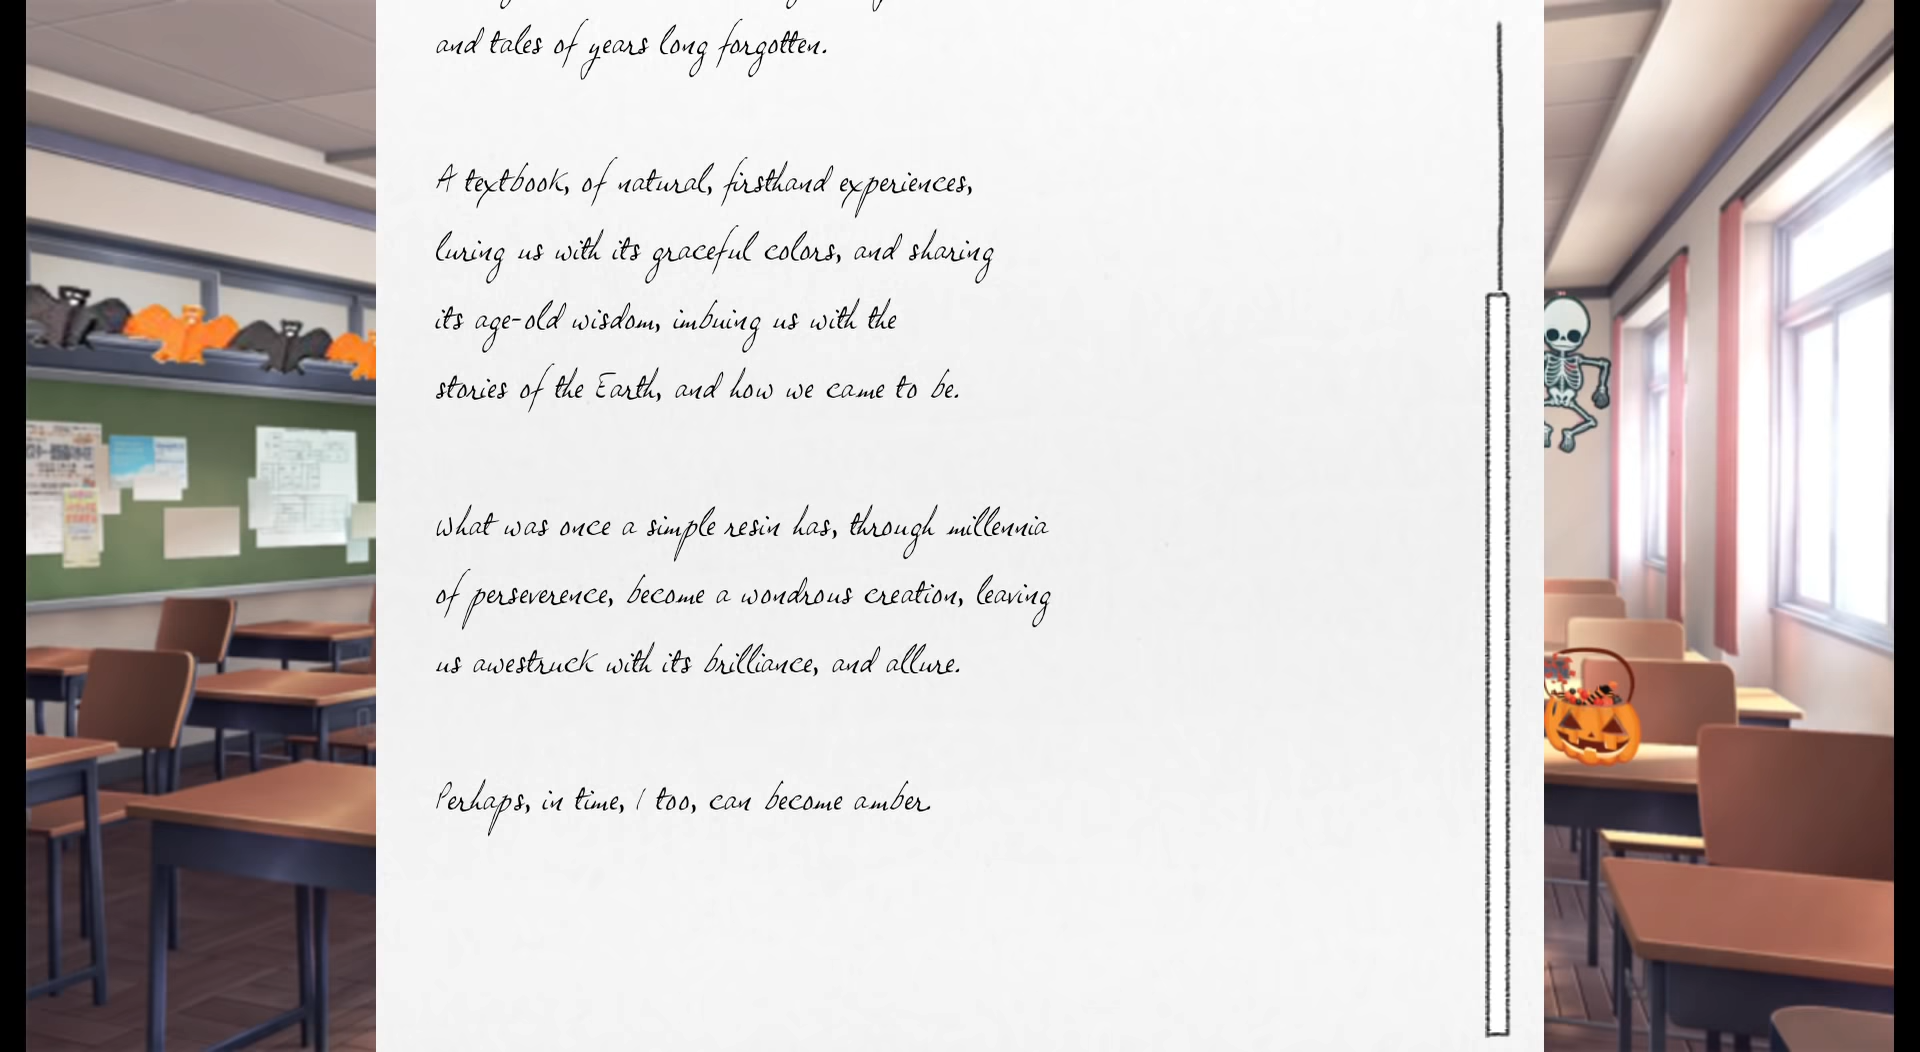 and tales of years long forgotten.
A textbook, of natural, firsthand experiences,
luring us with its graceful colors, and sharing
its age-old wisdom, imbuing us with the
stories of the Earth, and how we came to be.
What was once a simple resin has, through millennia
of perseverence, become a wondrous creation, leaving
us awestruck with its brilliance, and allure.
Perhaps, in time, I too, can become amber